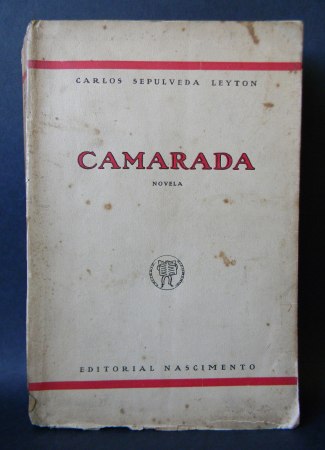 CARLOS SEPULVEDA LEYTON
CAMARADA
NOVELA
EDITORIAL NASCIMENTO